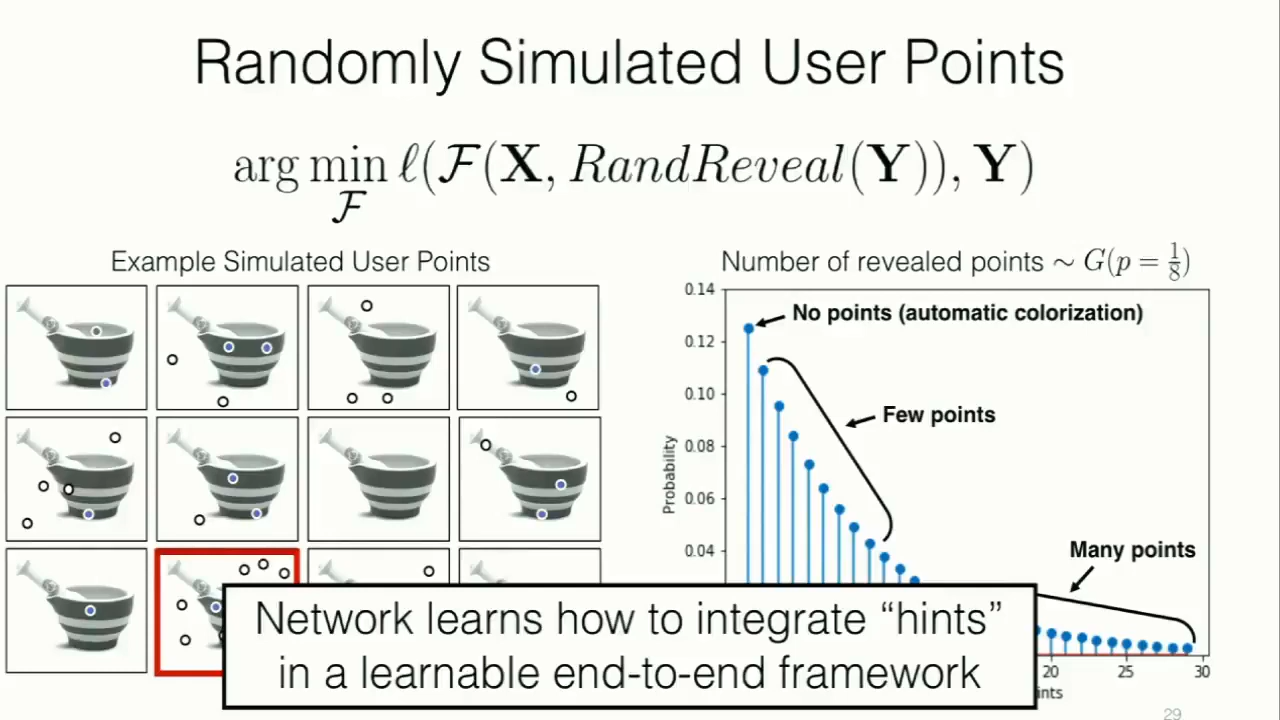 Randomly Simulated User Points
arg min ℓ(F(X, RandReveal(Y)), Y)
F
Example Simulated User Points
Number of revealed points ~ G(p = 1/8)
0.14
0.12
0.10
0.08
0.06
0.04
Probability
No points (automatic colorization)
Few points
Many points
20
25
30
Network learns how to integrate “hints”
in a learnable end-to-end framework
29